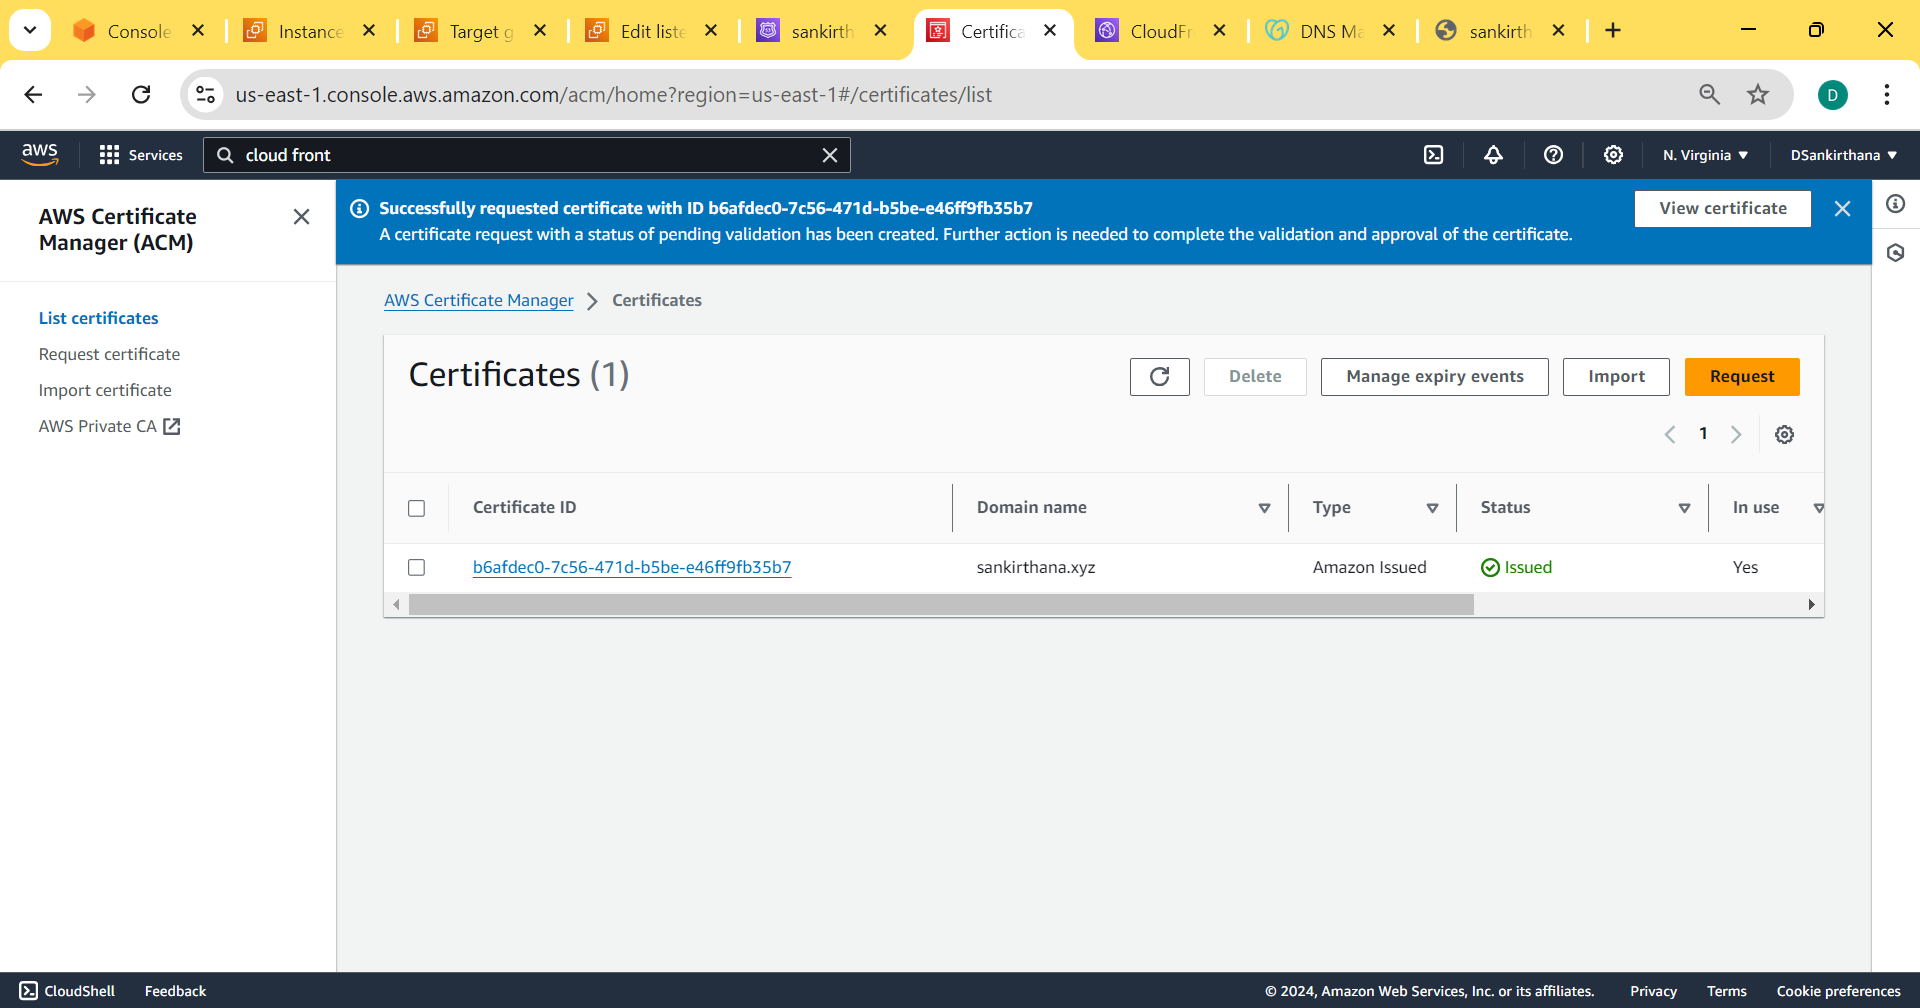 Console
Instance
Target g
Edit liste
sankirth
Certifica
CloudFr
DNS Ma
sankirth
us-east-1.console.aws.amazon.com/acm/home?region=us-east-1#/certificates/list
D
aws
Services
cloud front
N. Virginia
DSankirthana
AWS Certificate
Manager (ACM)
List certificates
Request certificate
Import certificate
AWS Private CA
Successfully requested certificate with ID b6afdec0-7c56-471d-b5be-e46ff9fb35b7
A certificate request with a status of pending validation has been created. Further action is needed to complete the validation and approval of the certificate.
View certificate
AWS Certificate Manager > Certificates
Certificates (1)
Delete
Manage expiry events
Import
Request
1
Certificate ID
Domain name
Type
Status
In use
b6afdec0-7c56-471d-b5be-e46ff9fb35b7
sankirthana.xyz
Amazon Issued
Issued
Yes
CloudShell
Feedback
© 2024, Amazon Web Services, Inc. or its affiliates.
Privacy
Terms
Cookie preferences